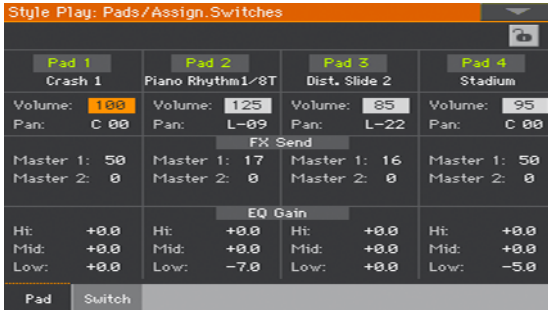 Style Play: Pads/Assign.Switches
Pad 1 Pad 2 Pad 3 Pad 4
Crash 1 Piano Rhythm1/8T Dist. Slide 2 Stadium
Volume: 100 Volume: 125 Volume: 85 Volume: 95
Pan: C 00 Pan: L-09 Pan: L-22 Pan: C 00
FX Send
Master 1: 50 Master 1: 17 Master 1: 16 Master 1: 50
Master 2: 0 Master 2: 0 Master 2: 0 Master 2: 0
EQ Gain
Hi: +0.0 Hi: +0.0 Hi: +0.0 Hi: +0.0
Mid: +0.0 Mid: +0.0 Mid: +0.0 Mid: +0.0
Low: +0.0 Low: -7.0 Low: +0.0 Low: -5.0
Pad Switch